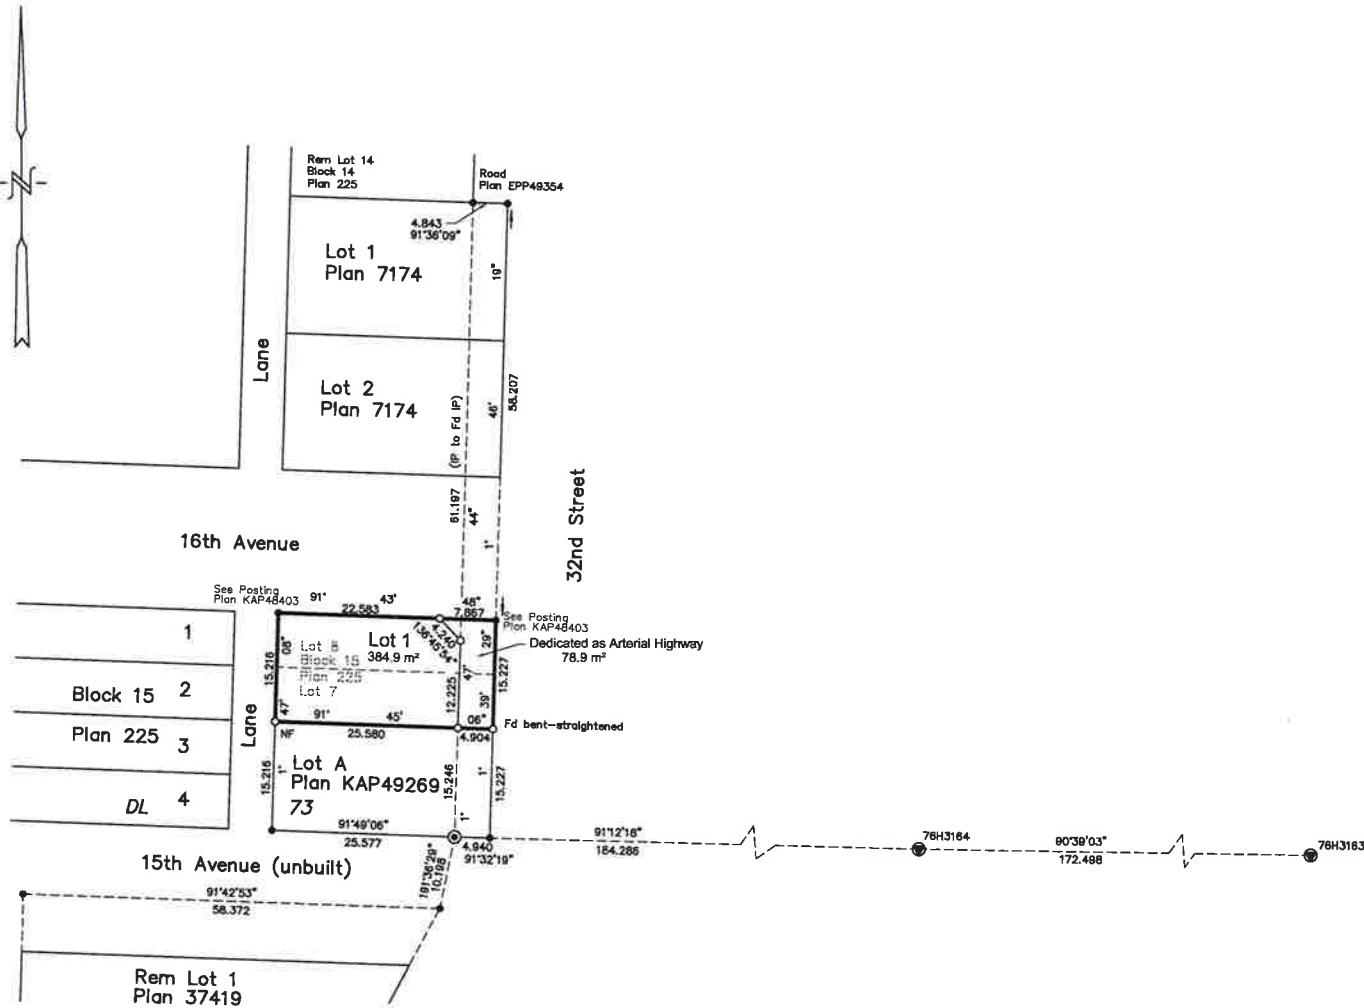 N
Rem Lot 14
Block 14
Plan 225
Road
Plan EPP49354
4.843
91°36'09"
Lot 1
Plan 7174
19"
Lane
Lot 2
Plan 7174
46'
58.207
(IP to Fd IP)
61.197
44"
1°
32nd Street
16th Avenue
See Posting
Plan KAP48403
91° 43' 48"
22.583
7.867
See Posting
Plan KAP48403
1
2
3
4
Block 15
Plan 225
DL
Lane
08"
15.216
47'
Lot 8
Block 15
Plan 225
Lot 7
Lot 1
384.9 m²
4.240
136°45'54"
29"
47'
12.225
15.227
39'
Dedicated as Arterial Highway
78.9 m²
91° 45' 06"
25.580
4.904
NF
Fd bent-straightened
Lot A
Plan KAP49269
73
15.216
1°
15.246
1°
1°
15.227
91°49'06"
25.577
4.940
91°32'19"
91°12'16"
184.286
76H3164
90°39'03"
172.498
76H3163
15th Avenue (unbuilt)
191°36'29"
10.198
91°42'53"
58.372
Rem Lot 1
Plan 37419